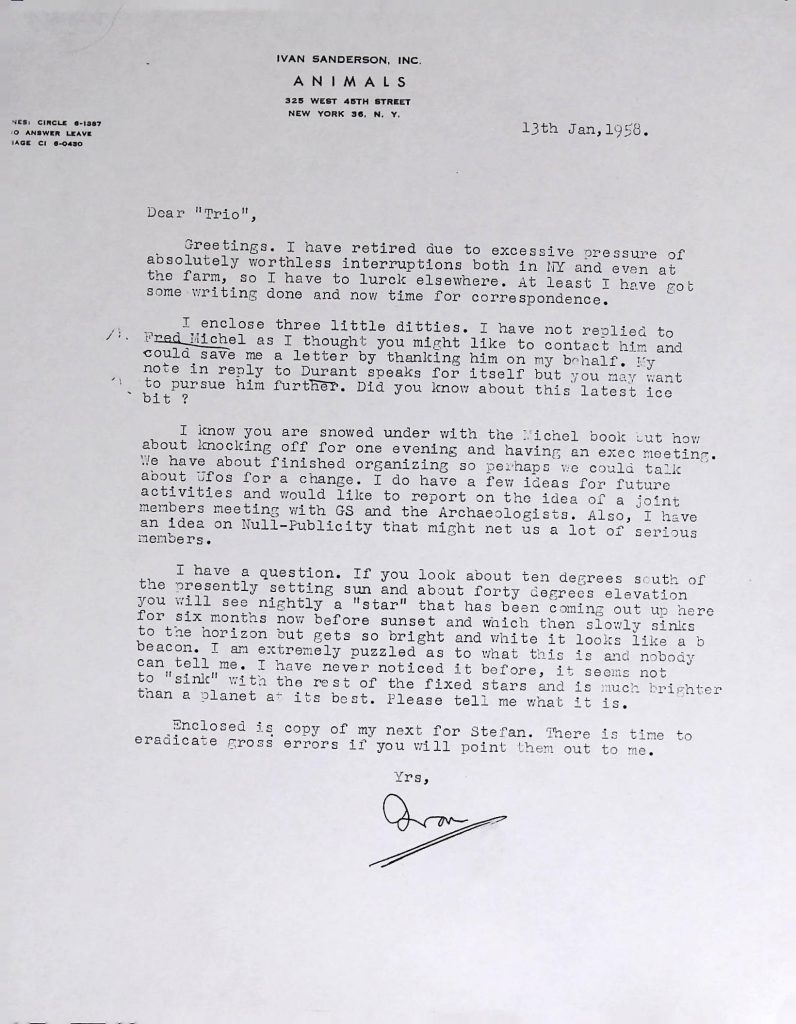 IVAN SANDERSON, INC.
ANIMALS
325 WEST 45TH STREET
NEW YORK 36, N. Y.
NES: CIRCLE 6-1387
O ANSWER LEAVE
AGE CI 6-0430
13th Jan,1958.
Dear "Trio",
Greetings. I have retired due to excessive pressure of
absolutely worthless interruptions both in NY and even at
the farm, so I have to lurck elsewhere. At least I have got
some writing done and now time for correspondence.
I enclose three little ditties. I have not replied to
Fred Michel as I thought you might like to contact him and
could save me a letter by thanking him on my behalf. My
note in reply to Durant speaks for itself but you may want
to pursue him further. Did you know about this latest ice
bit ?
I know you are snowed under with the Michel book but how
about knocking off for one evening and having an exec meeting.
We have about finished organizing so perhaps we could talk
about Ufos for a change. I do have a few ideas for future
activities and would like to report on the idea of a joint
members meeting with GS and the Archaeologists. Also, I have
an idea on Null-Publicity that might net us a lot of serious
members.
I have a question. If you look about ten degrees south of
the presently setting sun and about forty degrees elevation
you will see nightly a "star" that has been coming out up here
for six months now before sunset and which then slowly sinks
to the horizon but gets so bright and white it looks like a b
beacon. I am extremely puzzled as to what this is and nobody
can tell me. I have never noticed it before, it seems not
to "sink" with the rest of the fixed stars and is much brighter
than a planet at its best. Please tell me what it is.
Enclosed is copy of my next for Stefan. There is time to
eradicate gross errors if you will point them out to me.
Yrs,
Ivan